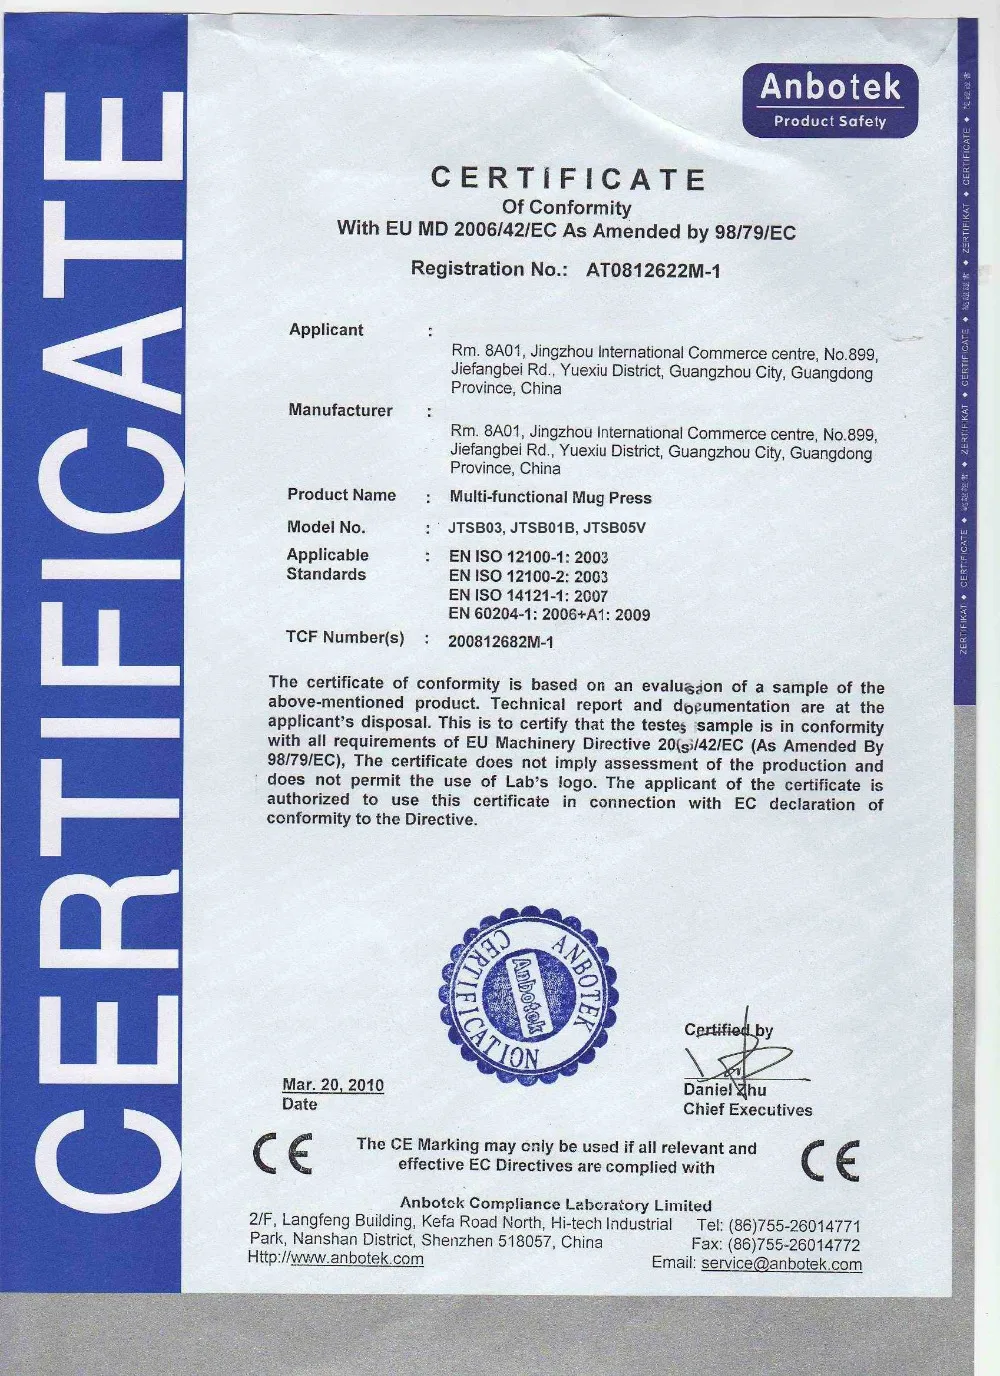 CERTIFICATE
Anbotek
Product Safety
CERTIFICATE
Of Conformity
With EU MD 2006/42/EC As Amended by 98/79/EC
Registration No.: AT0812622M-1
Applicant :
Rm. 8A01, Jingzhou International Commerce centre, No.899,
Jiefangbei Rd., Yuexiu District, Guangzhou City, Guangdong
Province, China
Manufacturer :
Rm. 8A01, Jingzhou International Commerce centre, No.899,
Jiefangbei Rd., Yuexiu District, Guangzhou City, Guangdong
Province, China
Product Name : Multi-functional Mug Press
Model No. : JTSB03, JTSB01B, JTSB05V
Applicable : EN ISO 12100-1: 2003
Standards EN ISO 12100-2: 2003
EN ISO 14121-1: 2007
EN 60204-1: 2006+A1: 2009
TCF Number(s) : 200812682M-1
The certificate of conformity is based on an evaluation of a sample of the
above-mentioned product. Technical report and documentation are at the
applicant's disposal. This is to certify that the testes sample is in conformity
with all requirements of EU Machinery Directive 20(s)/42/EC (As Amended By
98/79/EC), The certificate does not imply assessment of the production and
does not permit the use of Lab's logo. The applicant of the certificate is
authorized to use this certificate in connection with EC declaration of
conformity to the Directive.
ANBOTEK
CERTIFICATION
Anbotek
Certified by
Mar. 20, 2010
Date
Daniel Zhu
Chief Executives
CE
The CE Marking may only be used if all relevant and
effective EC Directives are complied with
CE
Anbotek Compliance Laboratory Limited
2/F, Langfeng Building, Kefa Road North, Hi-tech Industrial Tel: (86)755-26014771
Park, Nanshan District, Shenzhen 518057, China Fax: (86)755-26014772
Http://www.anbotek.com Email: service@anbotek.com
ZERTIFIKAT ◆ CERTIFICATE ◆ ZERTIFIKAT ◆ CERTIFICATE ◆ ZERTIFIKAT ◆ CERTIFICATE